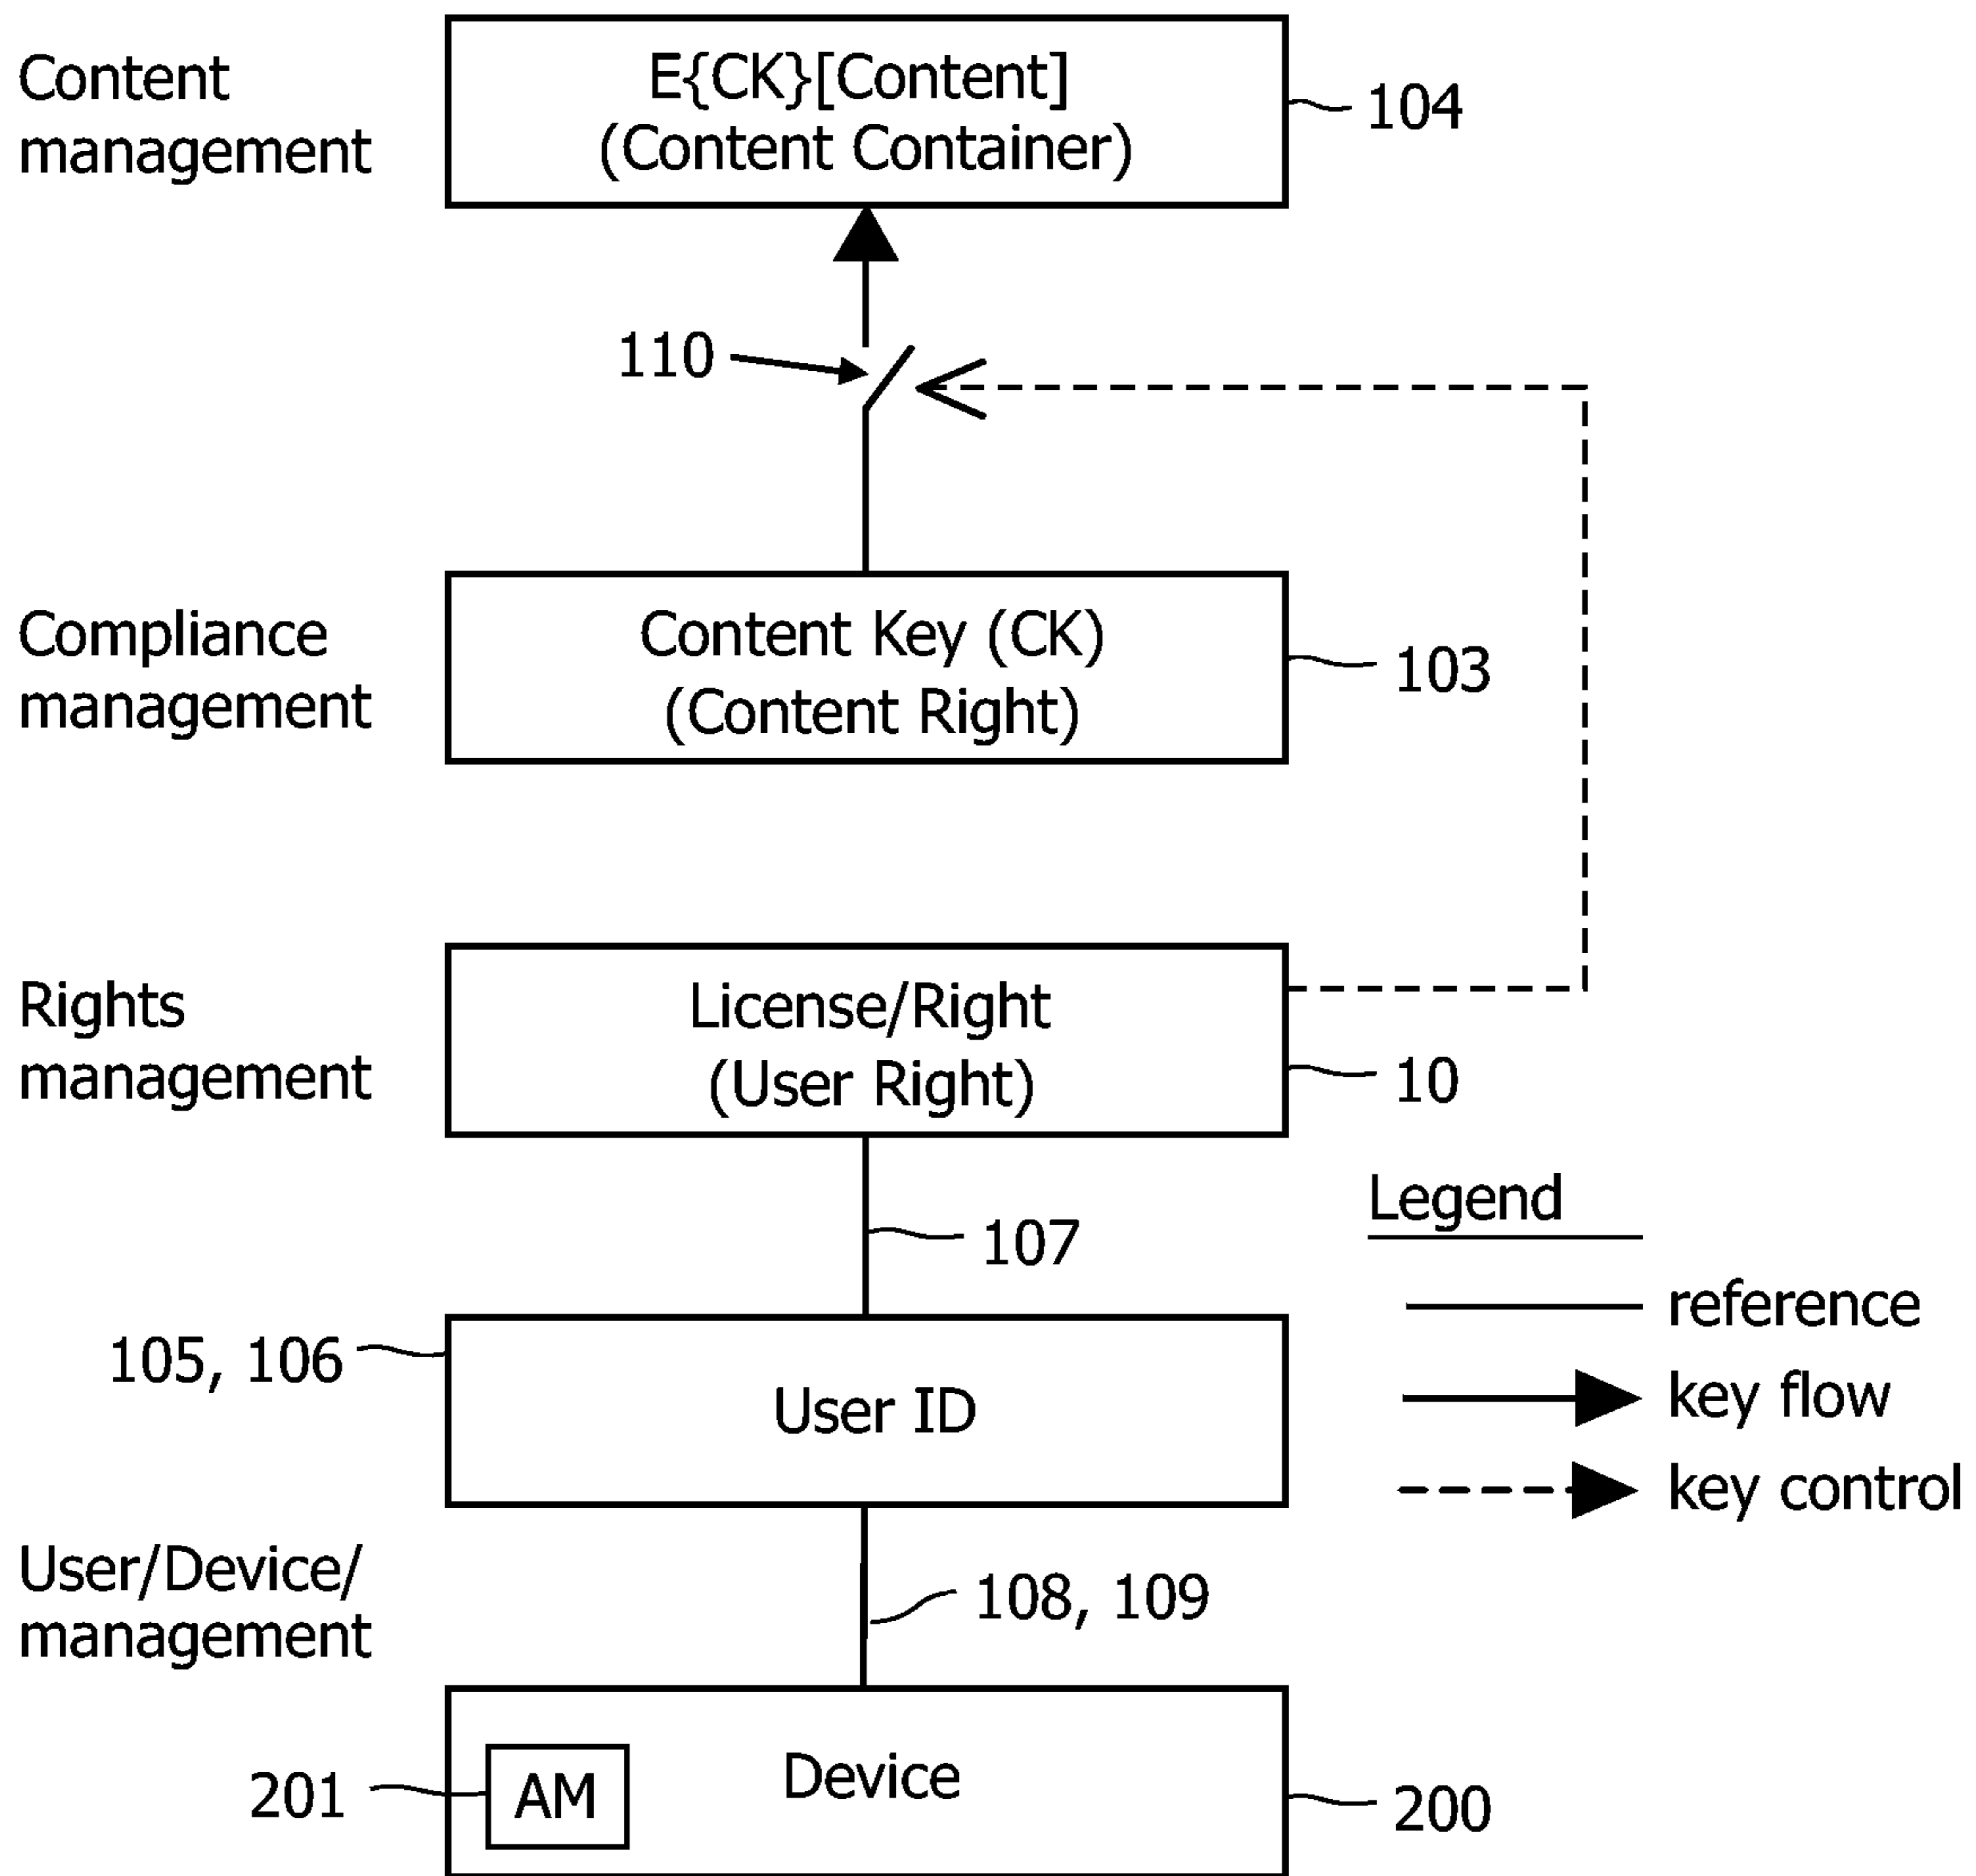 Content
management
E{CK}[Content]
(Content Container)
104
110
Compliance
management
Content Key (CK)
(Content Right)
103
Rights
management
License/Right
(User Right)
10
107
Legend
reference
key flow
key control
105, 106
User ID
User/Device/
management
108, 109
201
AM
Device
200